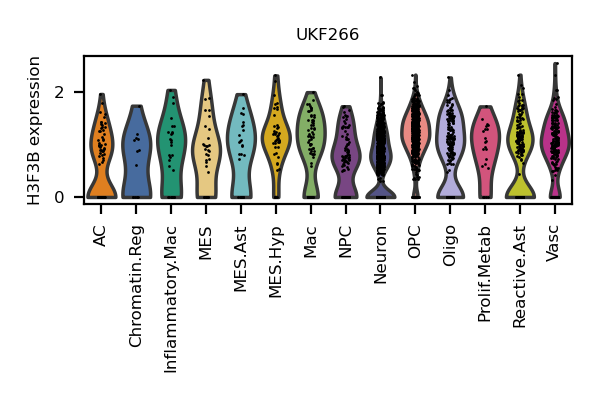 UKF266
H3F3B expression
2
0
AC
Chromatin.Reg
Inflammatory.Mac
MES
MES.Ast
MES.Hyp
Mac
NPC
Neuron
OPC
Oligo
Prolif.Metab
Reactive.Ast
Vasc